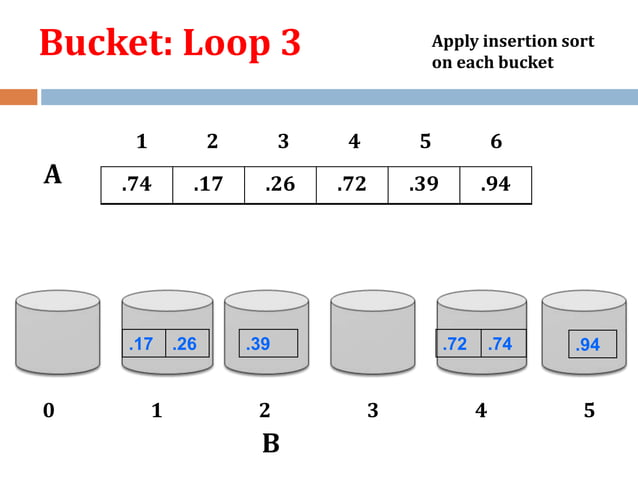 Bucket: Loop 3
Apply insertion sort
on each bucket
1 2 3 4 5 6
A
.74 .17 .26 .72 .39 .94
.17 .26 .39 .72 .74 .94
0 1 2 3 4 5
B